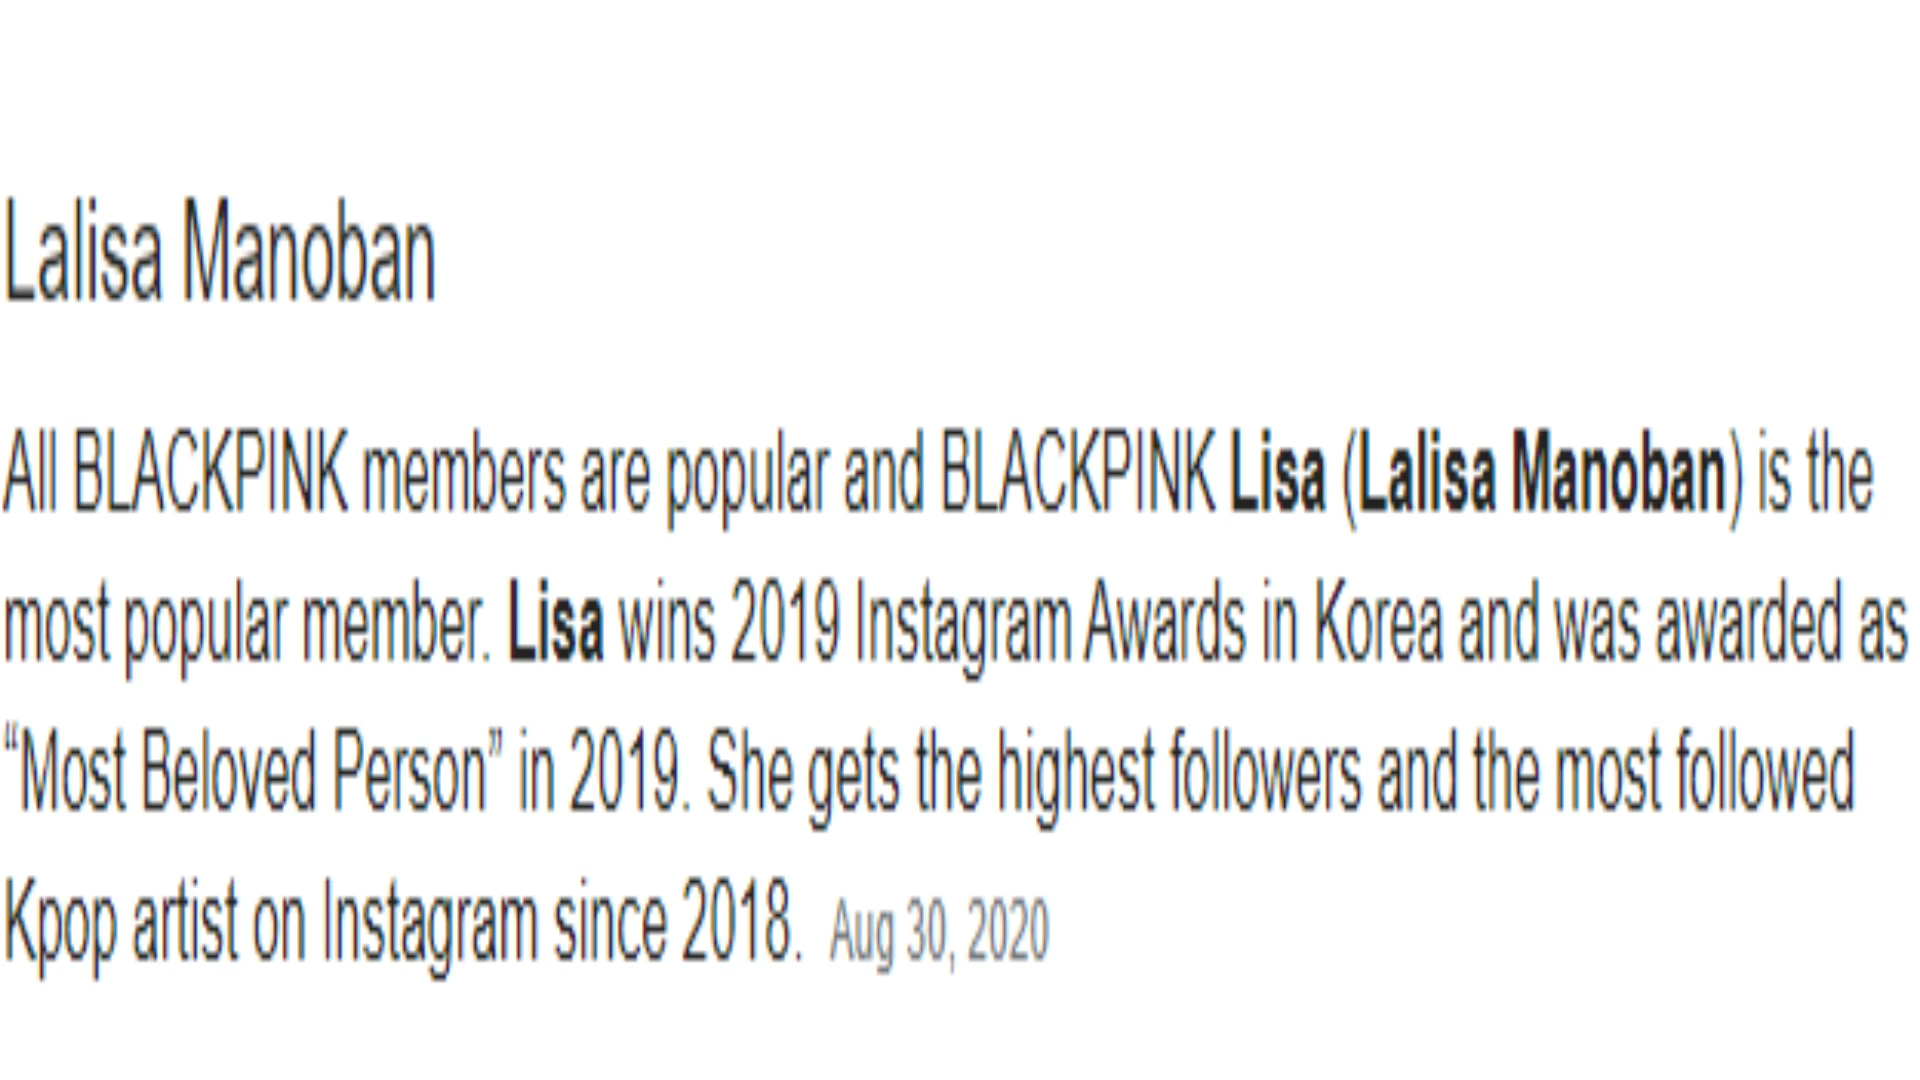 Lalisa Manoban
All BLACKPINK members are popular and BLACKPINK Lisa (Lalisa Manoban) is the
most popular member. Lisa wins 2019 Instagram Awards in Korea and was awarded as
“Most Beloved Person” in 2019. She gets the highest followers and the most followed
Kpop artist on Instagram since 2018. Aug 30, 2020